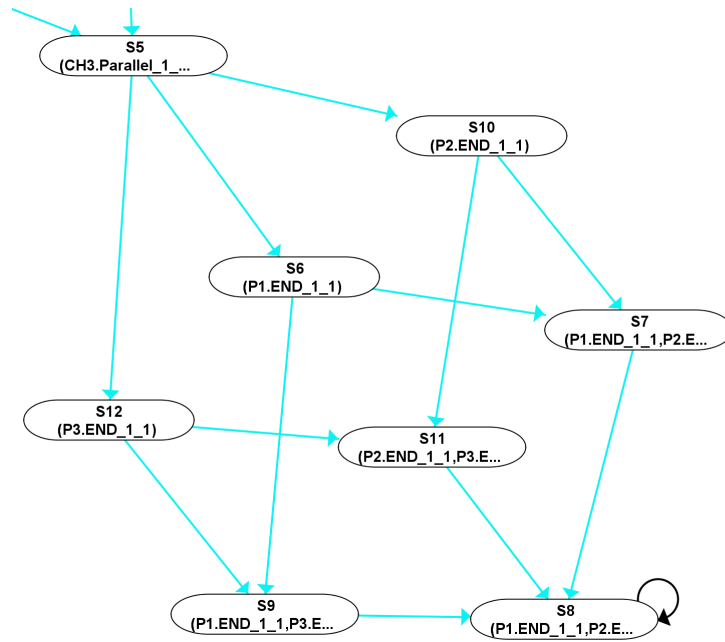 S5
(CH3.Parallel_1_...
S10
(P2.END_1_1)
S6
(P1.END_1_1)
S7
(P1.END_1_1,P2.E...
S12
(P3.END_1_1)
S11
(P2.END_1_1,P3.E...
S9
(P1.END_1_1,P3.E...
S8
(P1.END_1_1,P2.E...